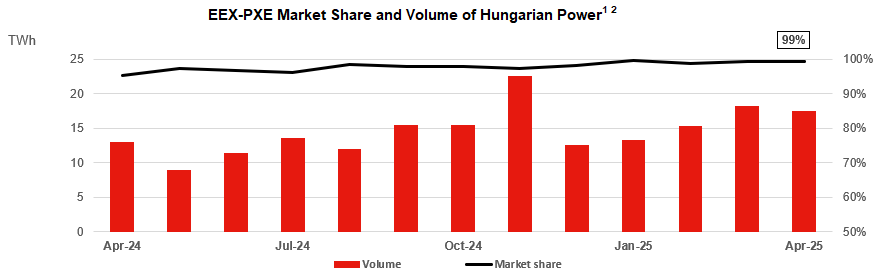 EEX-PXE Market Share and Volume of Hungarian Power¹ ²
TWh
99%
25 100%
20 90%
15 80%
10 70%
5 60%
0 50%
Apr-24 Jul-24 Oct-24 Jan-25 Apr-25
Volume Market share